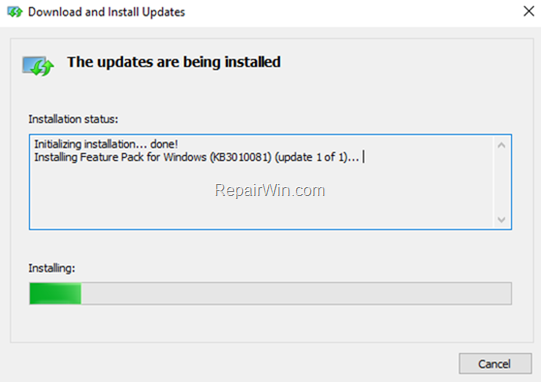 Download and Install Updates
The updates are being installed
Installation status:
Initializing installation... done!
Installing Feature Pack for Windows (KB3010081) (update 1 of 1)...
RepairWin.com
Installing:
Cancel